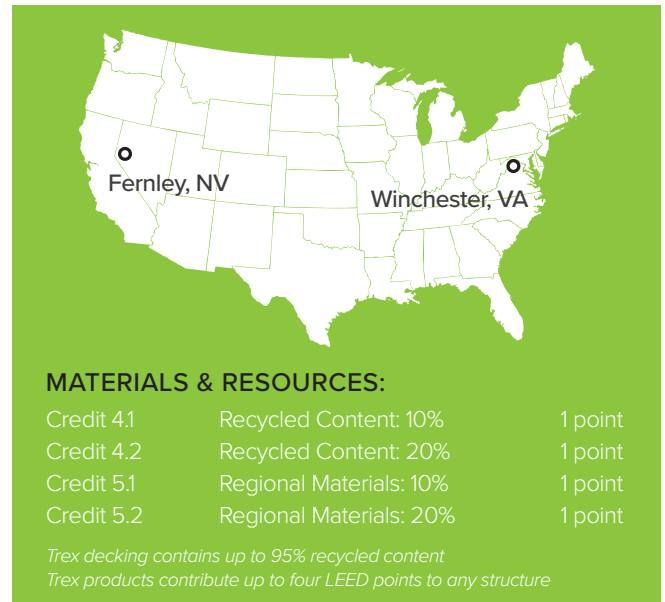 Fernley, NV
Winchester, VA
MATERIALS & RESOURCES:
Credit 4.1 Recycled Content: 10% 1 point
Credit 4.2 Recycled Content: 20% 1 point
Credit 5.1 Regional Materials: 10% 1 point
Credit 5.2 Regional Materials: 20% 1 point
Trex decking contains up to 95% recycled content
Trex products contribute up to four LEED points to any structure